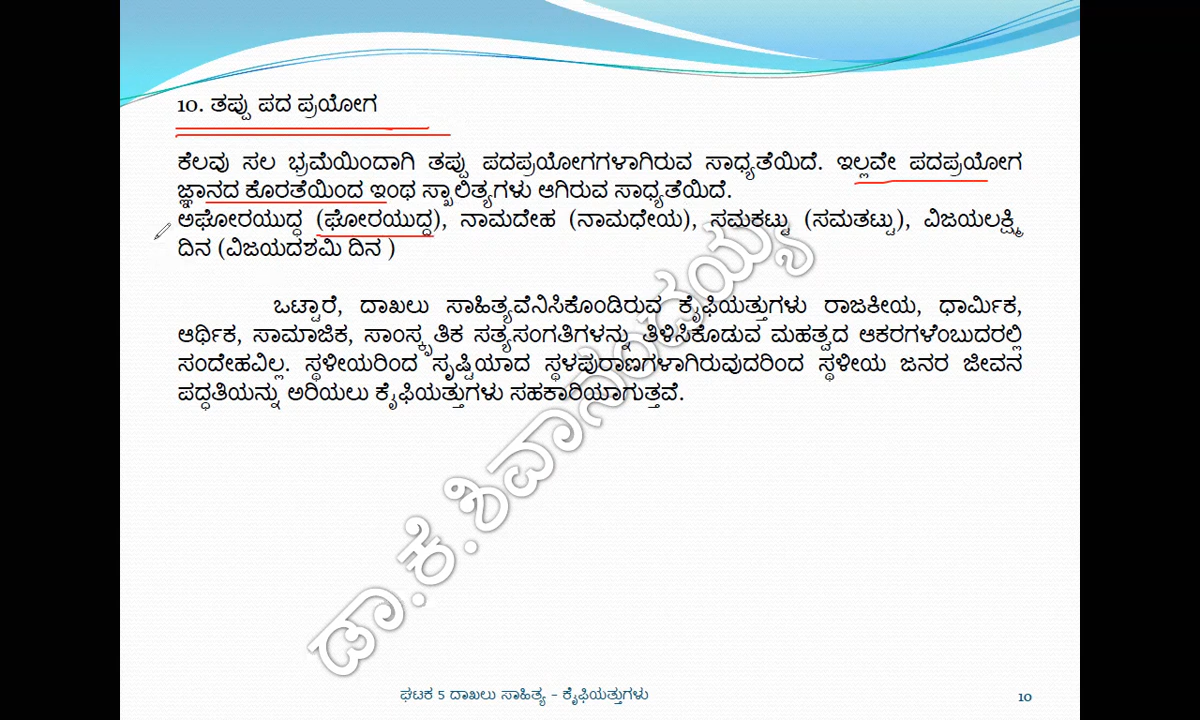 10. ತಪ್ಪು ಪದ ಪ್ರಯೋಗ
ಕೆಲವು ಸಲ ಭ್ರಮೆಯಿಂದಾಗಿ ತಪ್ಪು ಪದಪ್ರಯೋಗಗಳಾಗಿರುವ ಸಾಧ್ಯತೆಯಿದೆ. ಇಲ್ಲವೇ ಪದಪ್ರಯೋಗ
ಜ್ಞಾನದ ಕೊರತೆಯಿಂದ ಇಂಥ ಸ್ಖಾಲಿತ್ಯಗಳು ಆಗಿರುವ ಸಾಧ್ಯತೆಯಿದೆ.
ಅಘೋರಯುದ್ಧ (ಘೋರಯುದ್ಧ), ನಾಮದೇಹ (ನಾಮಧೇಯ), ಸಮಕಟ್ಟು (ಸಮತಟ್ಟು), ವಿಜಯಲಕ್ಷ್ಮಿ
ದಿನ (ವಿಜಯದಶಮಿ ದಿನ )
ಒಟ್ಟಾರೆ, ದಾಖಲು ಸಾಹಿತ್ಯವೆನಿಸಿಕೊಂಡಿರುವ ಕೈಫಿಯತ್ತುಗಳು ರಾಜಕೀಯ, ಧಾರ್ಮಿಕ,
ಆರ್ಥಿಕ, ಸಾಮಾಜಿಕ, ಸಾಂಸ್ಕೃತಿಕ ಸತ್ಯಸಂಗತಿಗಳನ್ನು ತಿಳಿಸಿಕೊಡುವ ಮಹತ್ವದ ಆಕರಗಳೆಂಬುದರಲ್ಲಿ
ಸಂದೇಹವಿಲ್ಲ. ಸ್ಥಳೀಯರಿಂದ ಸೃಷ್ಟಿಯಾದ ಸ್ಥಳಪುರಾಣಗಳಾಗಿರುವುದರಿಂದ ಸ್ಥಳೀಯ ಜನರ ಜೀವನ
ಪದ್ಧತಿಯನ್ನು ಅರಿಯಲು ಕೈಫಿಯತ್ತುಗಳು ಸಹಕಾರಿಯಾಗುತ್ತವೆ.
ಡಾ.ಕೆ.ಶಿವಾನಂದಯ್ಯ
ಘಟಕ 5 ದಾಖಲು ಸಾಹಿತ್ಯ - ಕೈಫಿಯತ್ತುಗಳು 10